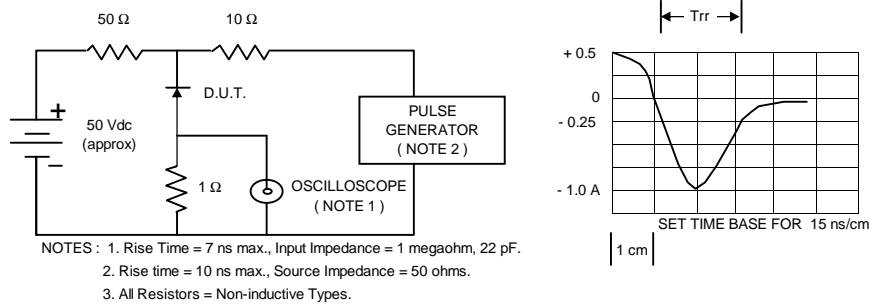 50 Ω
10 Ω
D.U.T.
+
50 Vdc
(approx)
1 Ω
OSCILLOSCOPE
( NOTE 1 )
PULSE
GENERATOR
( NOTE 2 )
Trr
+ 0.5
0
- 0.25
- 1.0 A
SET TIME BASE FOR 15 ns/cm
1 cm
NOTES : 1. Rise Time = 7 ns max., Input Impedance = 1 megaohm, 22 pF.
2. Rise time = 10 ns max., Source Impedance = 50 ohms.
3. All Resistors = Non-inductive Types.